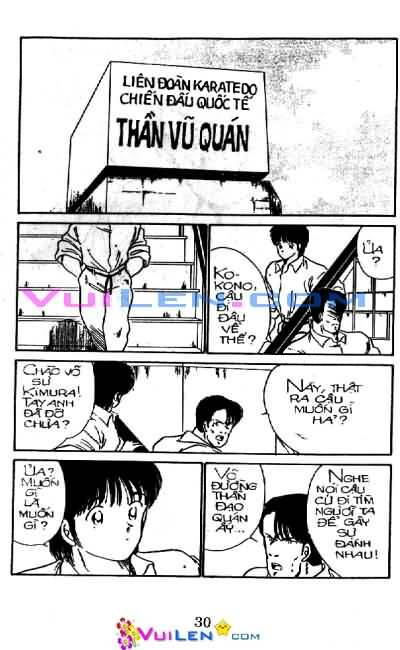 LIÊN ĐOÀN KARATEDO
CHIẾN ĐẤU QUỐC TẾ
THẦN VŨ QUÁN
ỦA?
KO-
KONO,
CẬU
ĐI
ĐÂU
VỀ
THẾ?
VUILEN.COM
CHÀO VÕ
SƯ
KIMURA!
TAY ANH
ĐÃ ĐỠ
CHƯA?
NÀY, THẬT
RA CẬU
MUỐN GÌ
HẢ?
ỦA?
MUỐN
GÌ
LÀ
MUỐN
GÌ?
VÕ
ĐƯỜNG
THẦN
ĐẠO
QUÁN
ẤY...
NGHE
NÓI CẬU
CỨ ĐI TÌM
NGƯỜI TA
ĐỂ GÂY
SỰ
ĐÁNH
NHAU!
30
VUILEN.COM